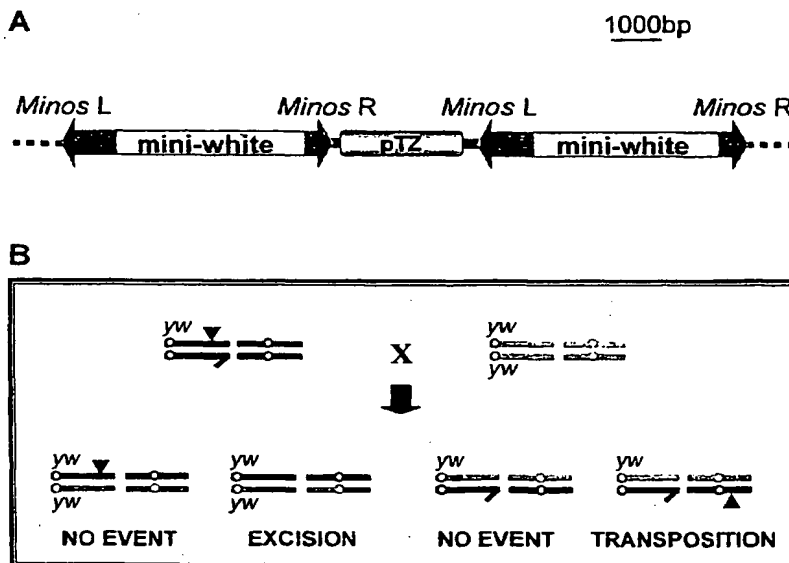 A
1000bp
Minos L Minos R Minos L Minos R
mini-white pTZ mini-white
B
yw yw
X
yw
yw yw yw yw
yw yw
NO EVENT EXCISION NO EVENT TRANSPOSITION